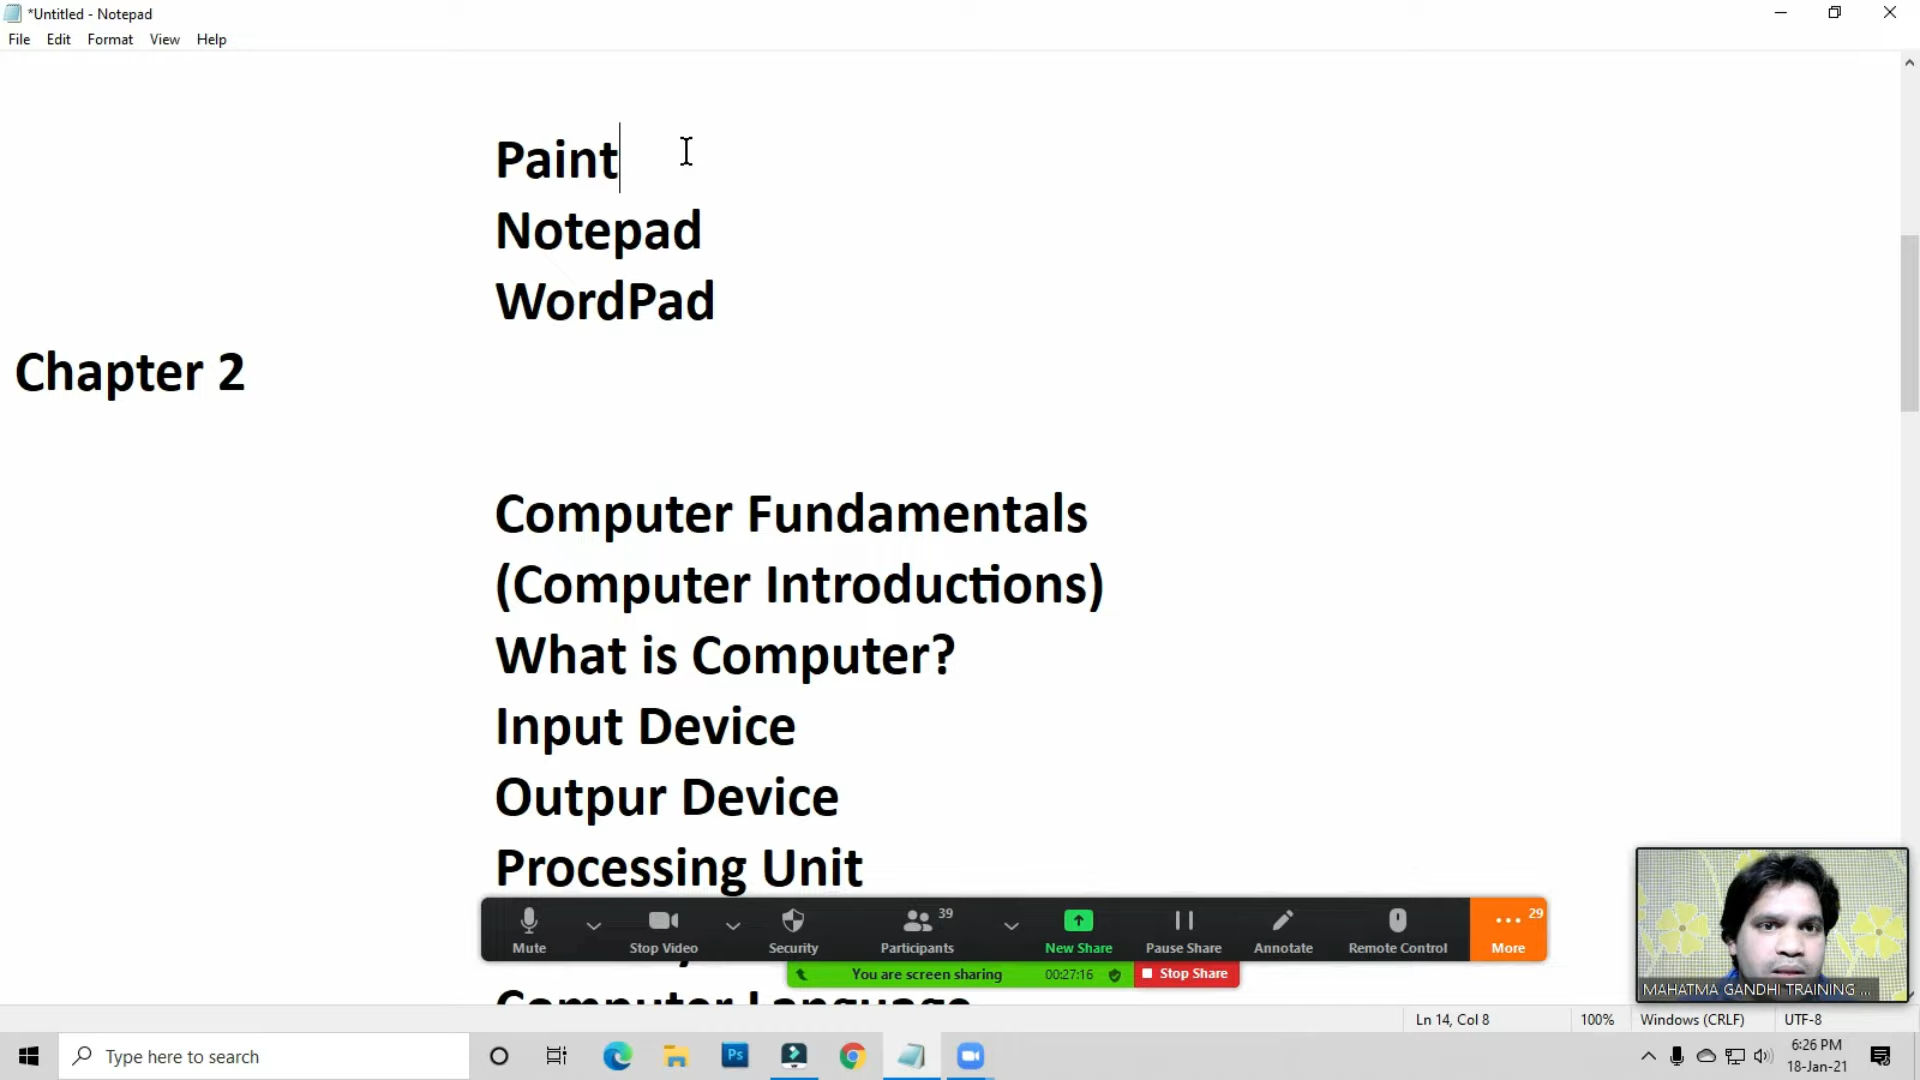 *Untitled - Notepad
File Edit Format View Help
Paint
Notepad
WordPad
Chapter 2
Computer Fundamentals
(Computer Introductions)
What is Computer?
Input Device
Outpur Device
Processing Unit
Computer Language
39
29
Mute Stop Video Security Participants New Share Pause Share Annotate Remote Control More
You are screen sharing 00:27:16 Stop Share
MAHATMA GANDHI TRAINING ...
Ln 14, Col 8 100% Windows (CRLF) UTF-8
Type here to search
Ps
6:26 PM
18-Jan-21